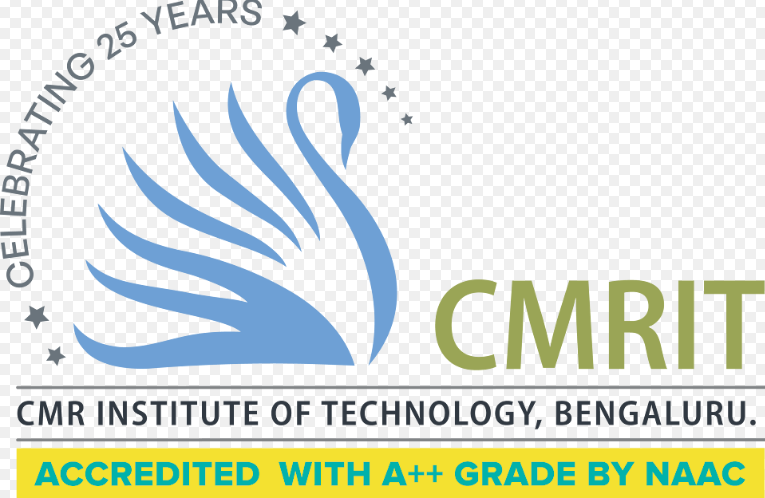 CELEBRATING 25 YEARS
CMRIT
CMR INSTITUTE OF TECHNOLOGY, BENGALURU.
ACCREDITED WITH A++ GRADE BY NAAC